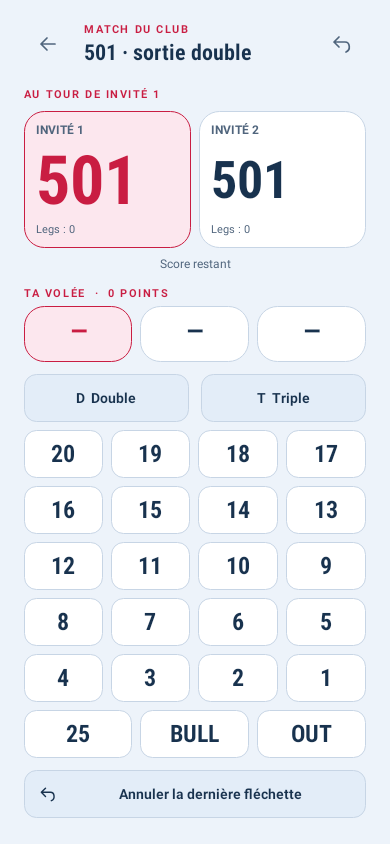 MATCH DU CLUB
501 · sortie double
AU TOUR DE INVITÉ 1
INVITÉ 1
501
Legs : 0
INVITÉ 2
501
Legs : 0
Score restant
TA VOLÉE · 0 POINTS
— — —
D Double
T Triple
20 19 18 17
16 15 14 13
12 11 10 9
8 7 6 5
4 3 2 1
25 BULL OUT
Annuler la dernière fléchette